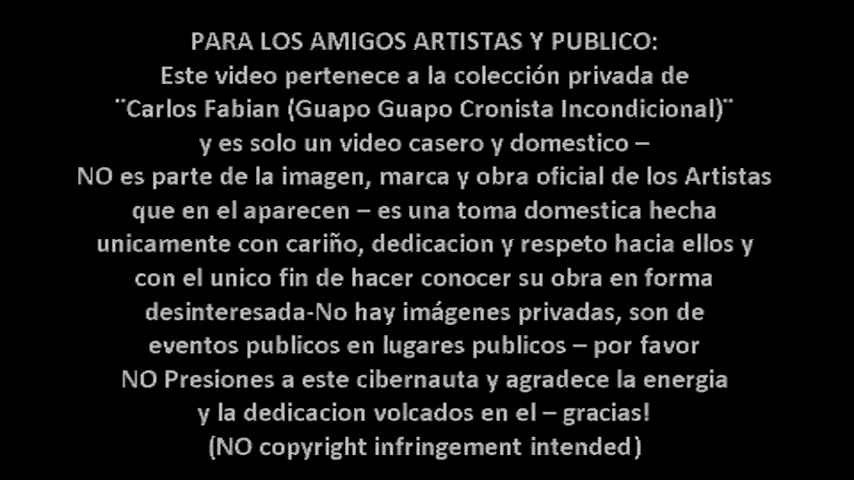 PARA LOS AMIGOS ARTISTAS Y PUBLICO:
Este video pertenece a la colección privada de
¨Carlos Fabian (Guapo Guapo Cronista Incondicional)¨
y es solo un video casero y domestico –
NO es parte de la imagen, marca y obra oficial de los Artistas
que en el aparecen – es una toma domestica hecha
unicamente con cariño, dedicacion y respeto hacia ellos y
con el unico fin de hacer conocer su obra en forma
desinteresada-No hay imágenes privadas, son de
eventos publicos en lugares publicos – por favor
NO Presiones a este cibernauta y agradece la energia
y la dedicacion volcados en el – gracias!
(NO copyright infringement intended)